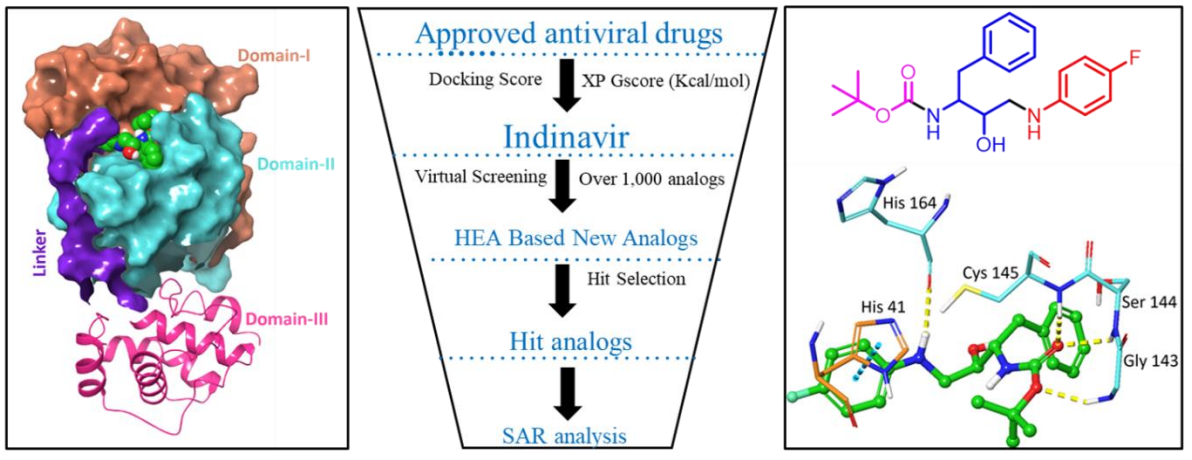 Domain-I
Domain-II
Linker
Domain-III
Approved antiviral drugs
Docking Score XP Gscore (Kcal/mol)
Indinavir
Virtual Screening Over 1,000 analogs
HEA Based New Analogs
Hit Selection
Hit analogs
SAR analysis
O
F
O
N
H
N
H
OH
His 164
Cys 145
Ser 144
His 41
Gly 143